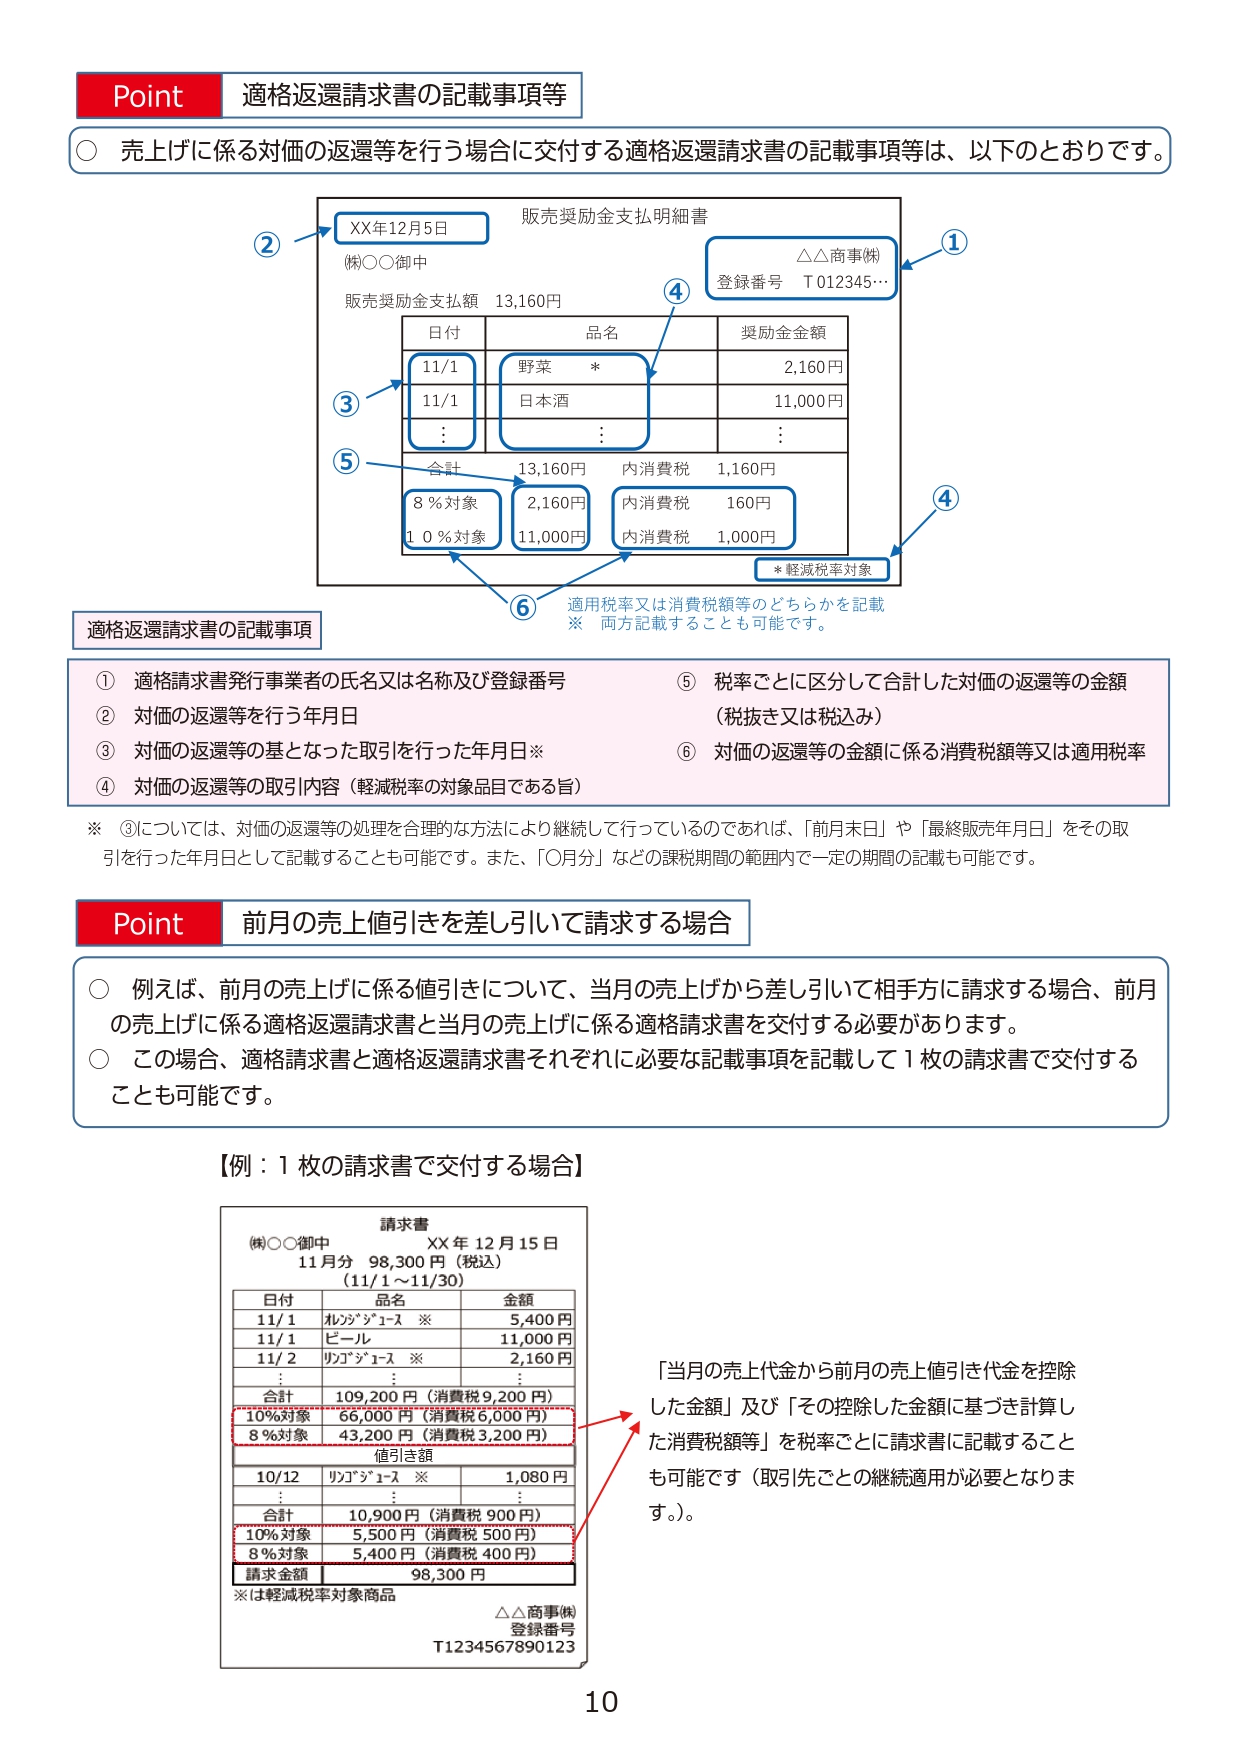 Point 適格返還請求書の記載事項等
○ 売上げに係る対価の返還等を行う場合に交付する適格返還請求書の記載事項等は、以下のとおりです。
販売奨励金支払明細書
② XX年12月5日
①
㈱○○御中
△△商事㈱
登録番号 T012345…
販売奨励金支払額 13,160円
④
日付 品名 奨励金金額
11/1 野菜 * 2,160円
③ 11/1 日本酒 11,000円
⋮ ⋮ ⋮
⑤ 合計 13,160円 内消費税 1,160円
8%対象 2,160円 内消費税 160円
④
10%対象 11,000円 内消費税 1,000円
*軽減税率対象
⑥ 適用税率又は消費税額等のどちらかを記載
※ 両方記載することも可能です。
適格返還請求書の記載事項
① 適格請求書発行事業者の氏名又は名称及び登録番号
② 対価の返還等を行う年月日
③ 対価の返還等の基となった取引を行った年月日※
④ 対価の返還等の取引内容（軽減税率の対象品目である旨）
⑤ 税率ごとに区分して合計した対価の返還等の金額
（税抜き又は税込み）
⑥ 対価の返還等の金額に係る消費税額等又は適用税率
※ ③については、対価の返還等の処理を合理的な方法により継続して行っているのであれば、「前月末日」や「最終販売年月日」をその取
引を行った年月日として記載することも可能です。また、「○月分」などの課税期間の範囲内で一定の期間の記載も可能です。
Point 前月の売上値引きを差し引いて請求する場合
○ 例えば、前月の売上げに係る値引きについて、当月の売上げから差し引いて相手方に請求する場合、前月
の売上げに係る適格返還請求書と当月の売上げに係る適格請求書を交付する必要があります。
○ この場合、適格請求書と適格返還請求書それぞれに必要な記載事項を記載して1枚の請求書で交付する
ことも可能です。
【例：1枚の請求書で交付する場合】
請求書
㈱○○御中 XX年12月15日
11月分 98,300円（税込）
（11/1～11/30）
日付 品名 金額
11/1 ｵﾚﾝｼﾞｼﾞｭｰｽ ※ 5,400円
11/1 ビール 11,000円
11/2 ﾘﾝｺﾞｼﾞｭｰｽ ※ 2,160円
⋮ ⋮ ⋮
合計 109,200円（消費税9,200円）
10%対象 66,000円（消費税6,000円）
8%対象 43,200円（消費税3,200円）
値引き額
10/12 ﾘﾝｺﾞｼﾞｭｰｽ ※ 1,080円
⋮ ⋮ ⋮
合計 10,900円（消費税 900円）
10%対象 5,500円（消費税 500円）
8%対象 5,400円（消費税 400円）
請求金額 98,300円
※は軽減税率対象商品
△△商事㈱
登録番号
T1234567890123
「当月の売上代金から前月の売上値引き代金を控除
した金額」及び「その控除した金額に基づき計算し
た消費税額等」を税率ごとに請求書に記載すること
も可能です（取引先ごとの継続適用が必要となりま
す。）。
10